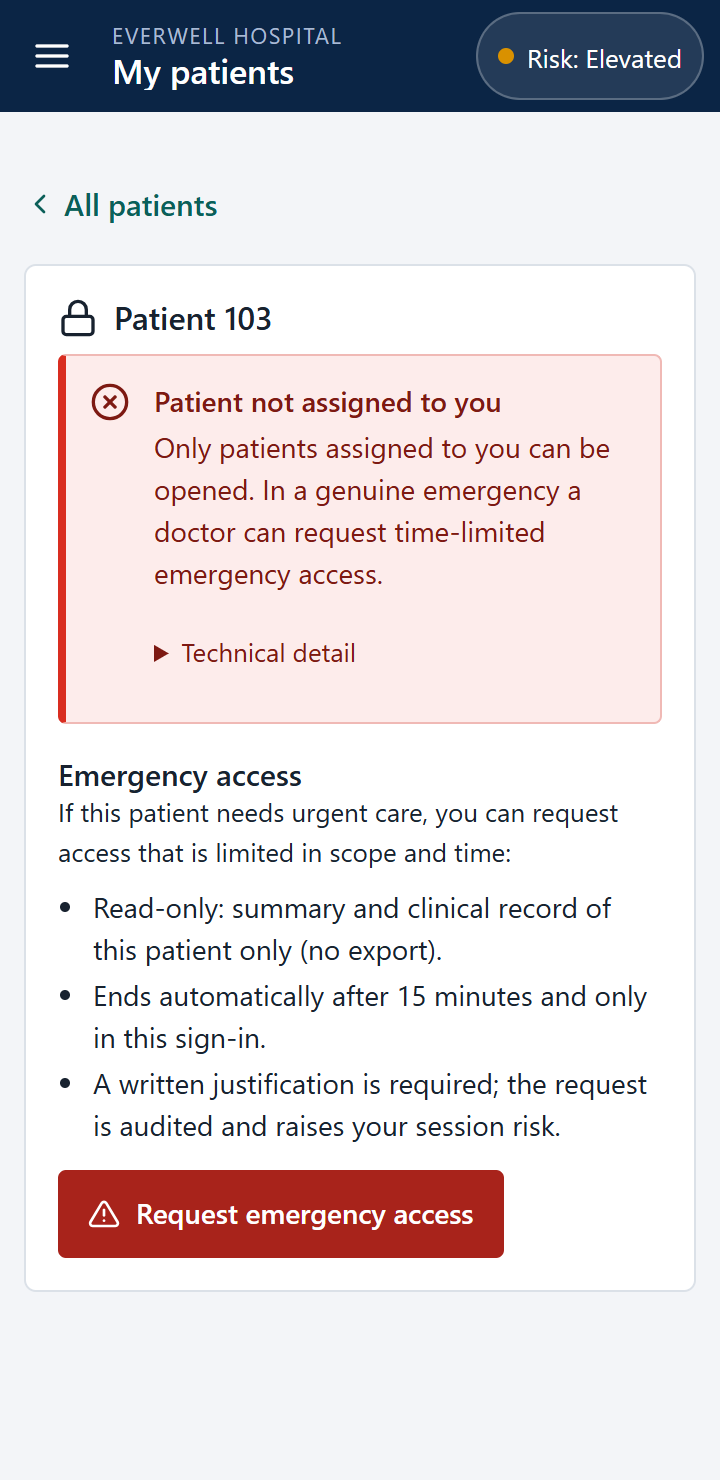 EVERWELL HOSPITAL
My patients
Risk: Elevated
All patients
Patient 103
Patient not assigned to you
Only patients assigned to you can be
opened. In a genuine emergency a
doctor can request time-limited
emergency access.
Technical detail
Emergency access
If this patient needs urgent care, you can request
access that is limited in scope and time:
Read-only: summary and clinical record of
this patient only (no export).
Ends automatically after 15 minutes and only
in this sign-in.
A written justification is required; the request
is audited and raises your session risk.
Request emergency access